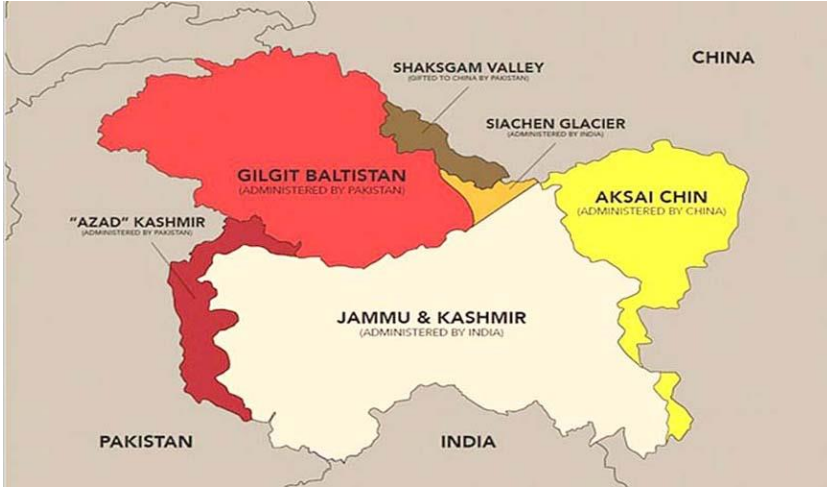 CHINA
SHAKSGAM VALLEY
(GIFTED TO CHINA BY PAKISTAN)
SIACHEN GLACIER
(ADMINISTERED BY INDIA)
GILGIT BALTISTAN
(ADMINISTERED BY PAKISTAN)
AKSAI CHIN
(ADMINISTERED BY CHINA)
"AZAD" KASHMIR
(ADMINISTERED BY PAKISTAN)
JAMMU & KASHMIR
(ADMINISTERED BY INDIA)
PAKISTAN
INDIA